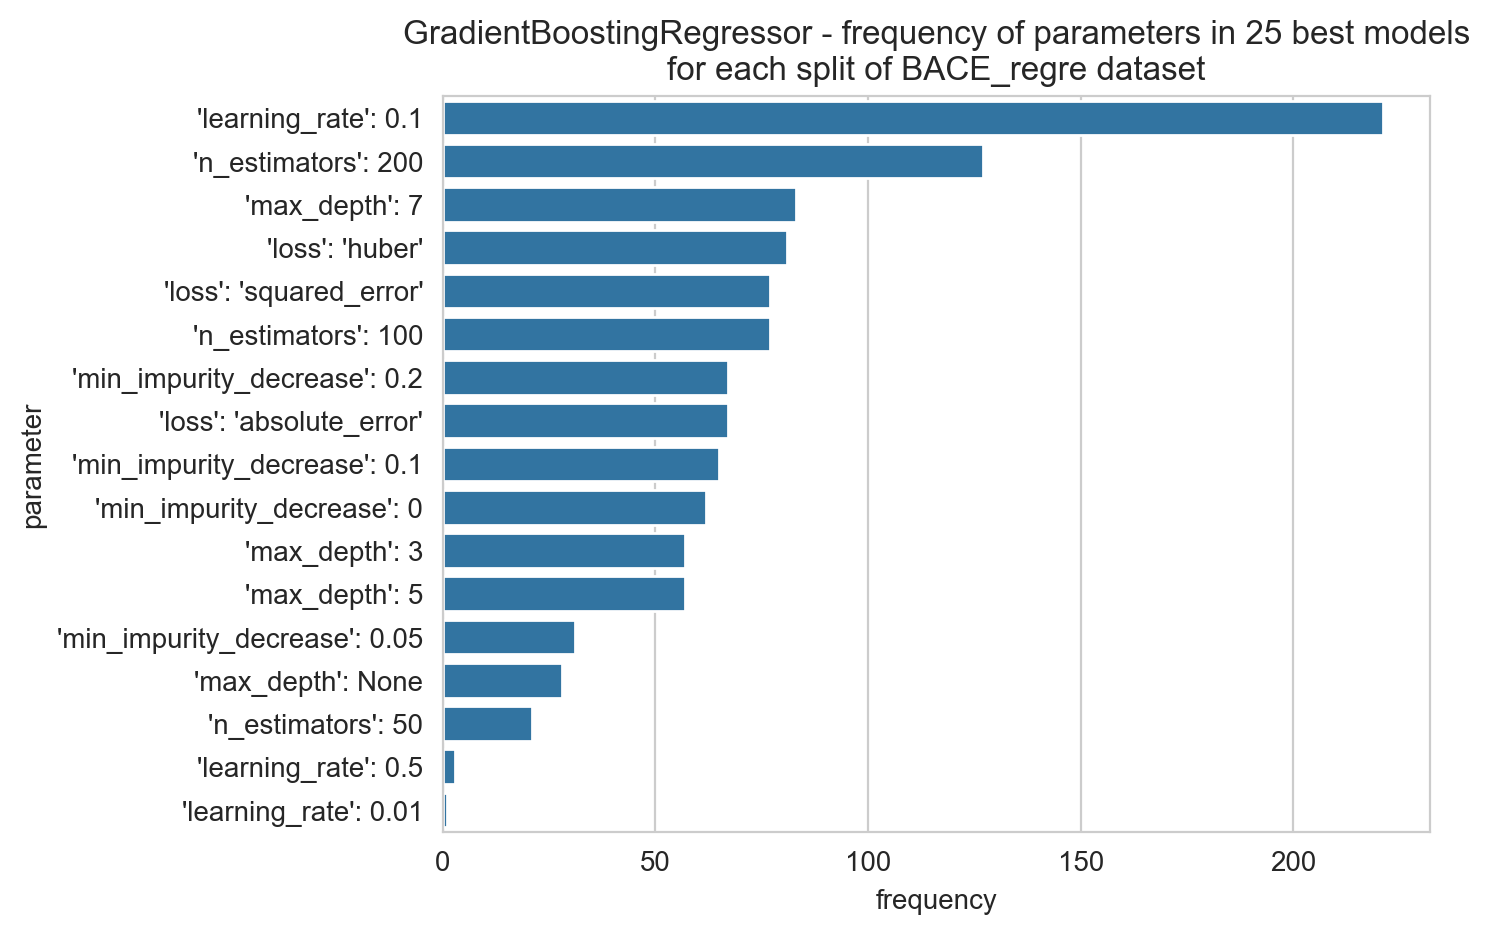 GradientBoostingRegressor - frequency of parameters in 25 best models
for each split of BACE_regre dataset
'learning_rate': 0.1
'n_estimators': 200
'max_depth': 7
'loss': 'huber'
'loss': 'squared_error'
'n_estimators': 100
'min_impurity_decrease': 0.2
'loss': 'absolute_error'
'min_impurity_decrease': 0.1
'min_impurity_decrease': 0
'max_depth': 3
'max_depth': 5
'min_impurity_decrease': 0.05
'max_depth': None
'n_estimators': 50
'learning_rate': 0.5
'learning_rate': 0.01
parameter
0 50 100 150 200
frequency